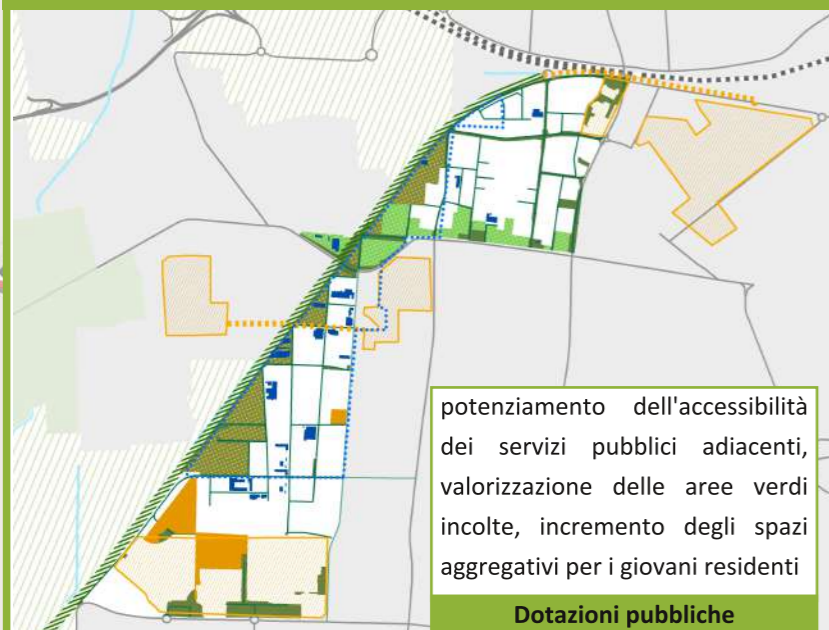 potenziamento dell'accessibilità
dei servizi pubblici adiacenti,
valorizzazione delle aree verdi
incolte, incremento degli spazi
aggregativi per i giovani residenti
Dotazioni pubbliche